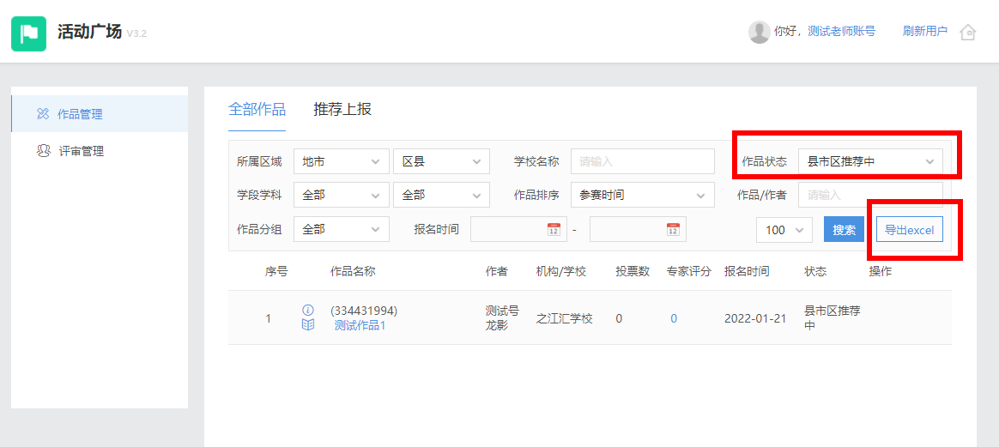 活动广场 V3.2
你好，测试老师账号 刷新用户
作品管理
评审管理
全部作品 推荐上报
所属区域 地市 区县 学校名称 请输入 作品状态 县市区推荐中
学段学科 全部 全部 作品排序 参赛时间 作品/作者 请输入
作品分组 全部 报名时间 12 - 12 100 搜索 导出excel
序号 作品名称 作者 机构/学校 投票数 专家评分 报名时间 状态 操作
1 (334431994) 测试号 之江汇学校 0 0 2022-01-21 县市区推荐
测试作品1 龙影 中